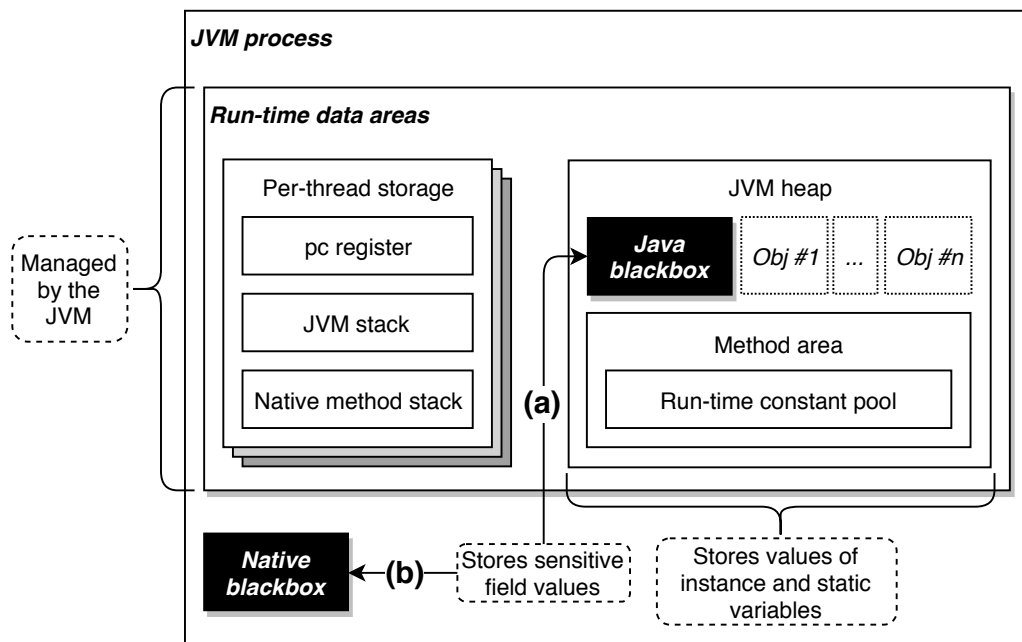 JVM process
Run-time data areas
Per-thread storage
pc register
JVM stack
Native method stack
JVM heap
Java
blackbox
Obj #1
...
Obj #n
Method area
Run-time constant pool
Managed
by the
JVM
(a)
Native
blackbox
(b)
Stores sensitive
field values
Stores values of
instance and static
variables